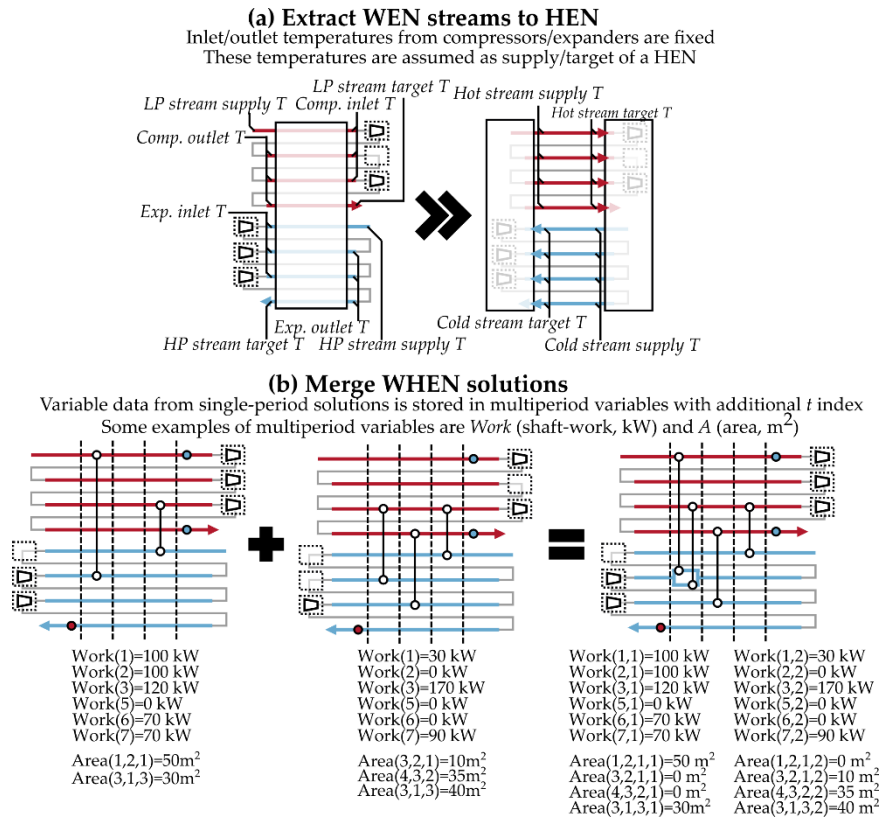 (a) Extract WEN streams to HEN
Inlet/outlet temperatures from compressors/expanders are fixed
These temperatures are assumed as supply/target of a HEN
LP stream target T
LP stream supply T
Comp. inlet T
Hot stream supply T
Hot stream target T
Comp. outlet T
Exp. inlet T
Exp. outlet T
HP stream target T
HP stream supply T
Cold stream target T
Cold stream supply T
(b) Merge WHEN solutions
Variable data from single-period solutions is stored in multiperiod variables with additional t index
Some examples of multiperiod variables are Work (shaft-work, kW) and A (area, m²)
Work(1)=100 kW
Work(2)=100 kW
Work(3)=120 kW
Work(5)=0 kW
Work(6)=70 kW
Work(7)=70 kW
Area(1,2,1)=50m²
Area(3,1,3)=30m²
Work(1)=30 kW
Work(2)=0 kW
Work(3)=170 kW
Work(5)=0 kW
Work(6)=0 kW
Work(7)=90 kW
Area(3,2,1)=10m²
Area(4,3,2)=35m²
Area(3,1,3)=40m²
Work(1,1)=100 kW
Work(2,1)=100 kW
Work(3,1)=120 kW
Work(5,1)=0 kW
Work(6,1)=70 kW
Work(7,1)=70 kW
Area(1,2,1,1)=50 m²
Area(3,2,1,1)=0 m²
Area(4,3,2,1)=0 m²
Area(3,1,3,1)=30m²
Work(1,2)=30 kW
Work(2,2)=0 kW
Work(3,2)=170 kW
Work(5,2)=0 kW
Work(6,2)=0 kW
Work(7,2)=90 kW
Area(1,2,1,2)=0 m²
Area(3,2,1,2)=10 m²
Area(4,3,2,2)=35 m²
Area(3,1,3,2)=40 m²